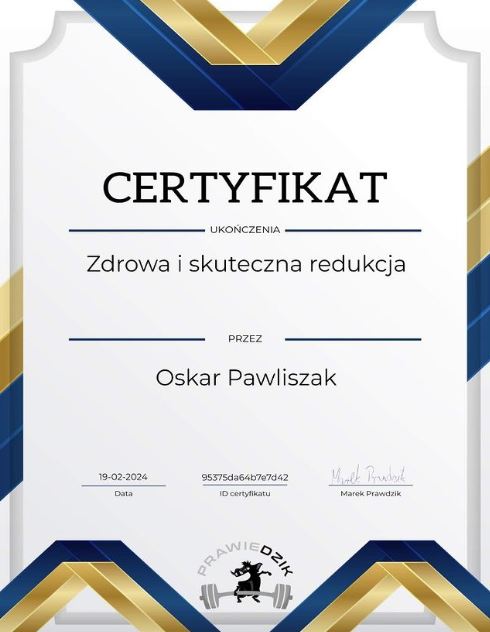 CERTYFIKAT
UKOŃCZENIA
Zdrowa i skuteczna redukcja
PRZEZ
Oskar Pawliszak
19-02-2024 95375da64b7e7d42 Marek Prawdzik
Data ID certyfikatu Marek Prawdzik
PRAWIEDZIK